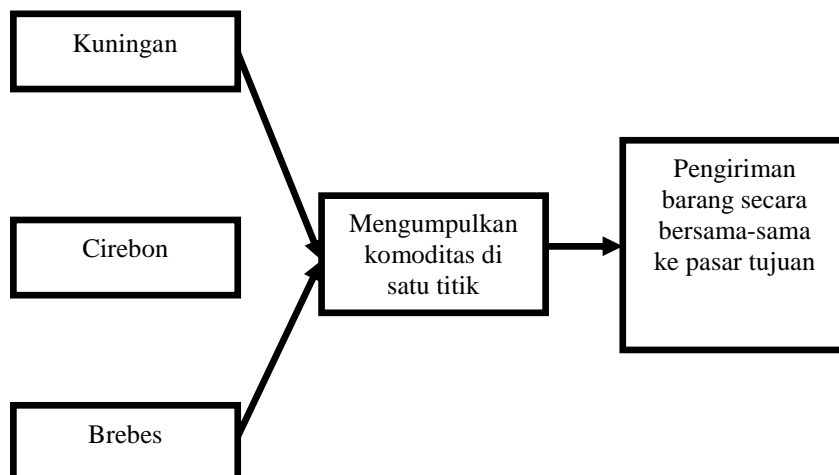 Kuningan
Cirebon
Brebes
Mengumpulkan
komoditas di
satu titik
Pengiriman
barang secara
bersama-sama
ke pasar tujuan